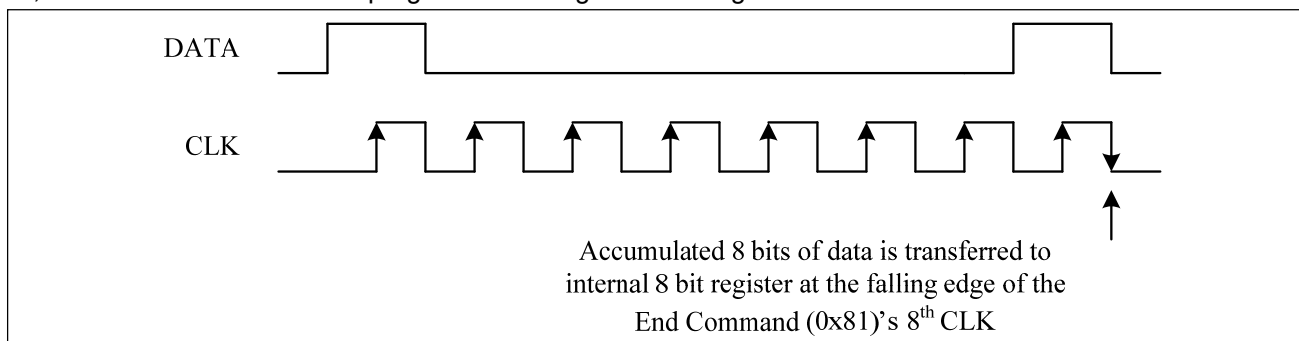 DATA
CLK
Accumulated 8 bits of data is transferred to
internal 8 bit register at the falling edge of the
End Command (0x81)'s 8th CLK